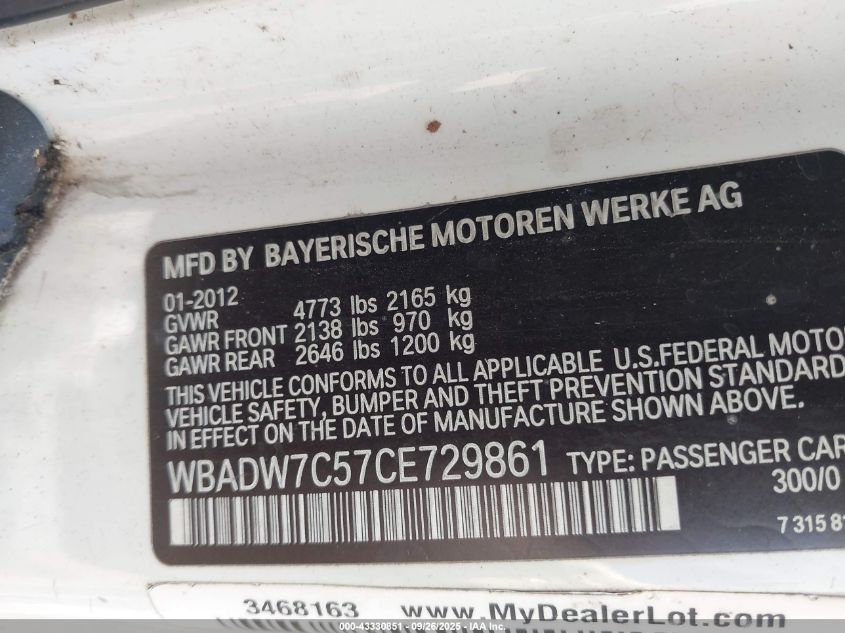 MFD BY BAYERISCHE MOTOREN WERKE AG
01-2012
GVWR 4773 lbs 2165 kg
GAWR FRONT 2138 lbs 970 kg
GAWR REAR 2646 lbs 1200 kg
THIS VEHICLE CONFORMS TO ALL APPLICABLE U.S.FEDERAL MOTO
VEHICLE SAFETY, BUMPER AND THEFT PREVENTION STANDARD
IN EFFECT ON THE DATE OF MANUFACTURE SHOWN ABOVE.
WBADW7C57CE729861 TYPE: PASSENGER CAR
300/0
7 315 81
3468163 www.MyDealerLot.com
000-43330851 - 09/26/2025 - IAA Inc.